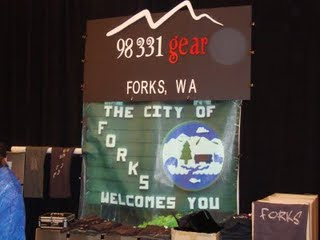 98331 gear
FORKS, WA
THE CITY OF
FORKS
WELCOMES YOU
FORKS